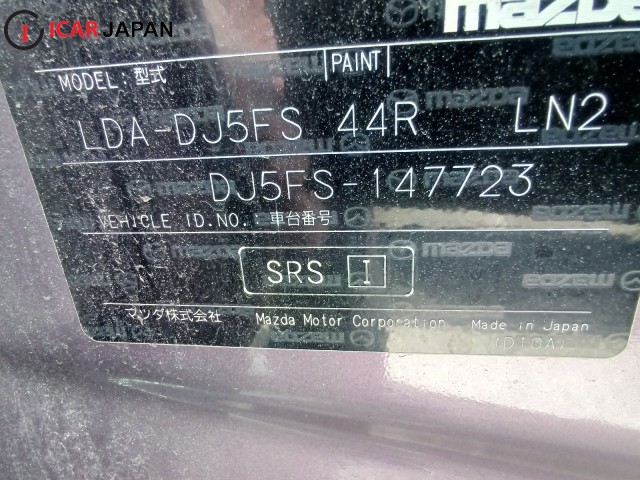 ICAR JAPAN
mazda
MODEL: 型式 PAINT
LDA-DJ5FS 44R LN2
DJ5FS-147723
VEHICLE ID.NO.: 車台番号
SRS I
マツダ株式会社 Mazda Motor Corporation Made in Japan
(D10A)